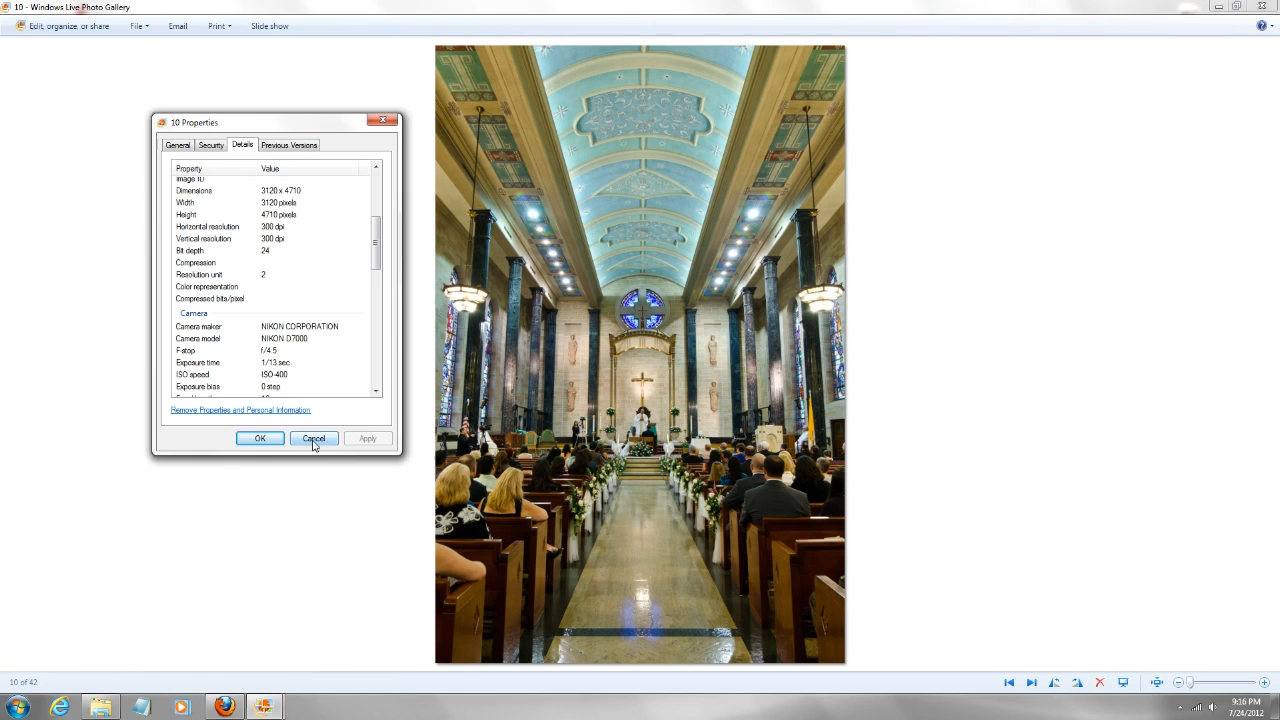 10 - Windows Live Photo Gallery
Edit, organize, or share File Email Print Slide show
10 Properties
General Security Details Previous Versions
Property Value
Image ID
Dimensions 3120 x 4710
Width 3120 pixels
Height 4710 pixels
Horizontal resolution 300 dpi
Vertical resolution 300 dpi
Bit depth 24
Compression
Resolution unit 2
Color representation
Compressed bits/pixel
Camera
Camera maker NIKON CORPORATION
Camera model NIKON D7000
F-stop f/4.5
Exposure time 1/13 sec.
ISO speed ISO-400
Exposure bias 0 step
Remove Properties and Personal Information
OK Cancel Apply
10 of 42
9:16 PM
7/24/2012